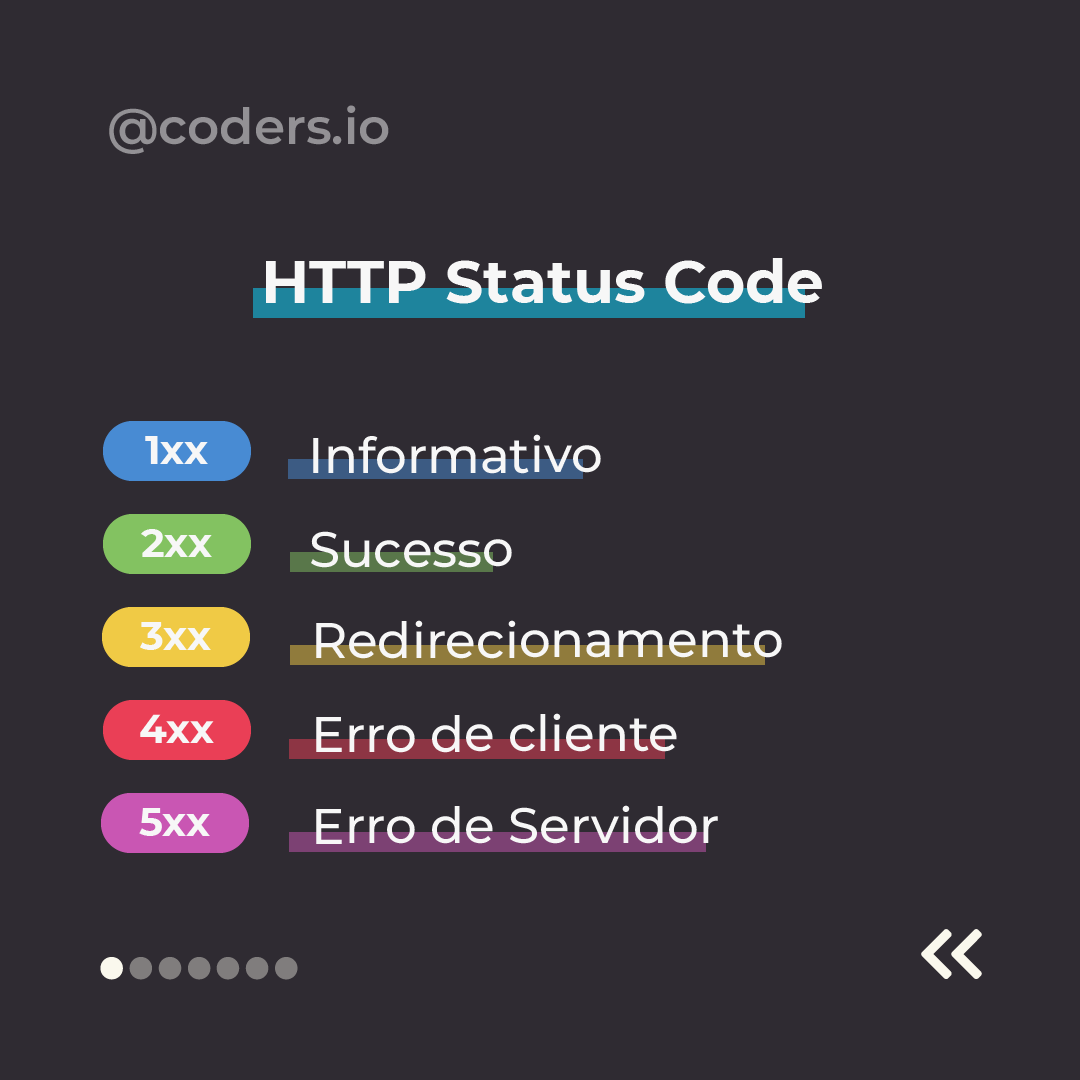 @coders.io
HTTP Status Code
1xx Informativo
2xx Sucesso
3xx Redirecionamento
4xx Erro de cliente
5xx Erro de Servidor